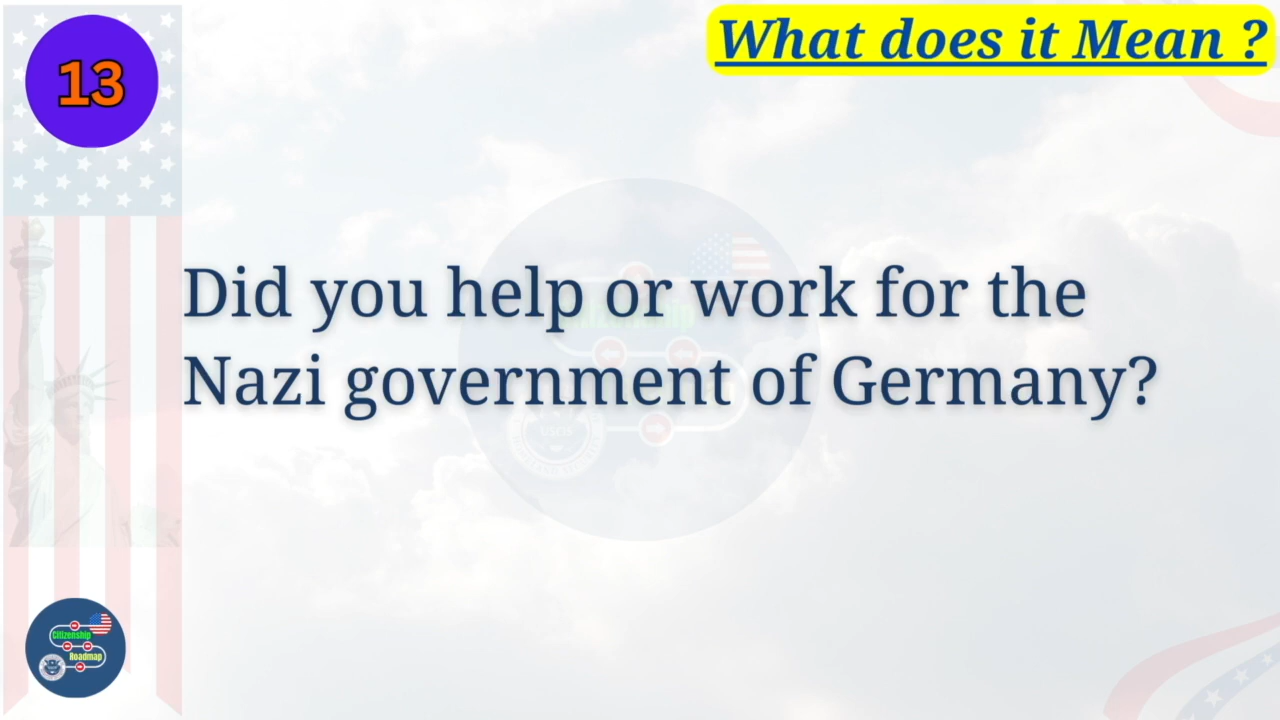 13
What does it Mean ?
Did you help or work for the
Nazi government of Germany?
Citizenship
Roadmap